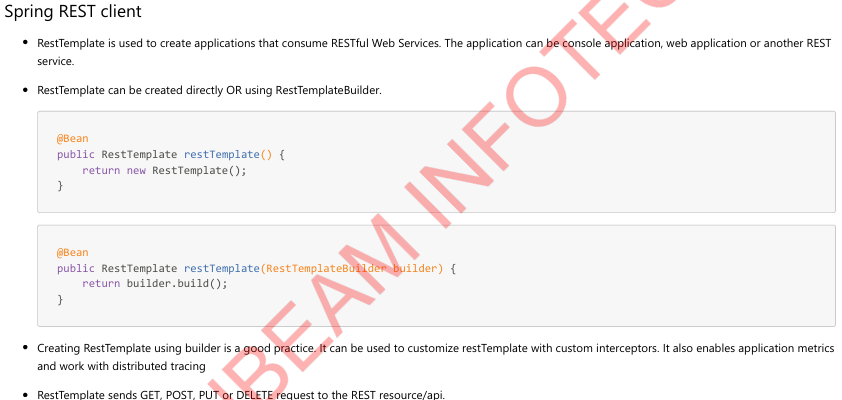 Spring REST client
• RestTemplate is used to create applications that consume RESTful Web Services. The application can be console application, web application or another REST
service.
• RestTemplate can be created directly OR using RestTemplateBuilder.
@Bean
public RestTemplate restTemplate() {
    return new RestTemplate();
}
@Bean
public RestTemplate restTemplate(RestTemplateBuilder builder) {
    return builder.build();
}
• Creating RestTemplate using builder is a good practice. It can be used to customize restTemplate with custom interceptors. It also enables application metrics
and work with distributed tracing
• RestTemplate sends GET, POST, PUT or DELETE request to the REST resource/api.
INFOTE